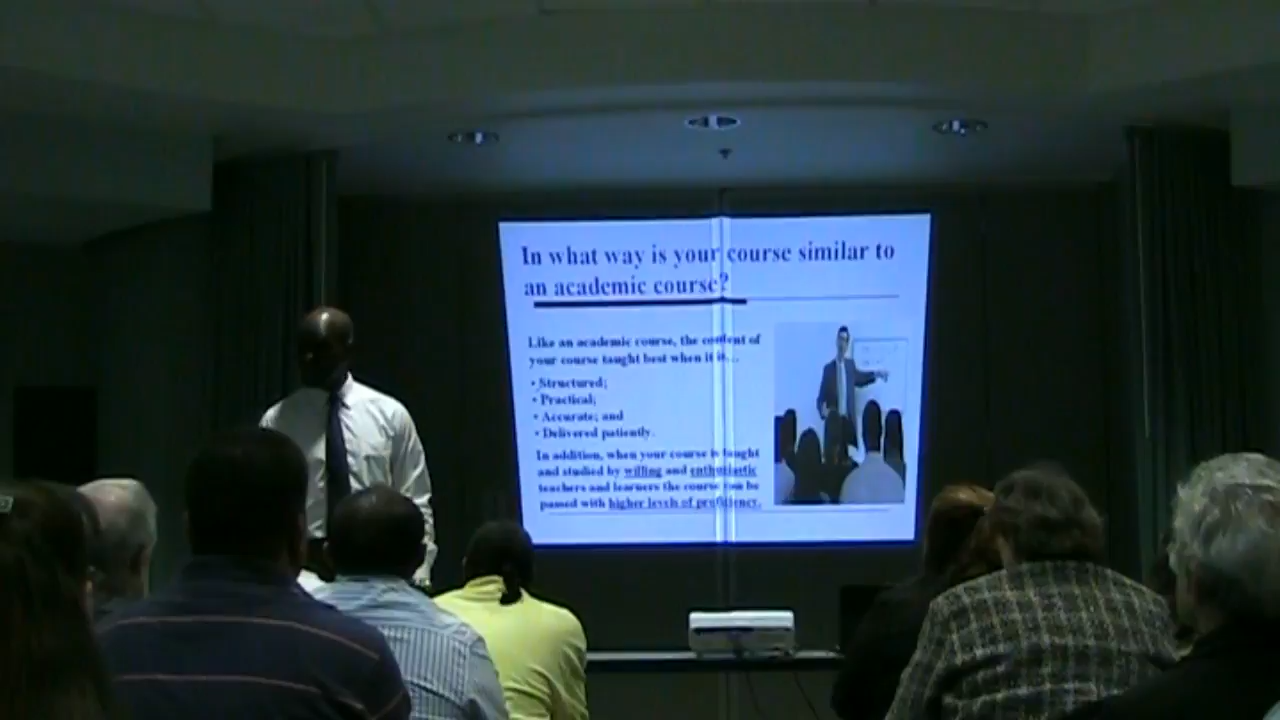 In what way is your course similar to
an academic course?
Like an academic course, the content of
your course taught best when it is…
• Structured;
• Practical;
• Accurate; and
• Delivered patiently.
In addition, when your course is taught
and studied by willing and enthusiastic
teachers and learners the course can be
passed with higher levels of proficiency.